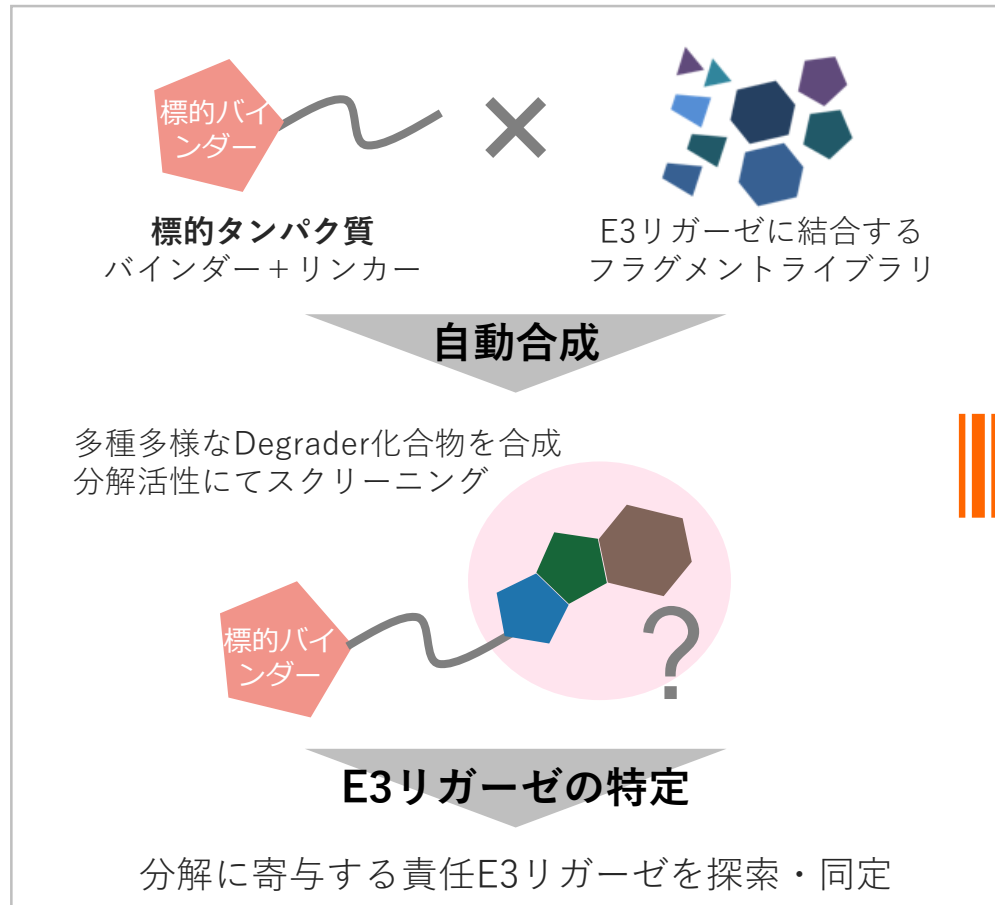 標的バイ
ンダー
標的タンパク質
バインダー+リンカー
E3リガーゼに結合する
フラグメントライブラリ
自動合成
多種多様なDegrader化合物を合成
分解活性にてスクリーニング
標的バイ
ンダー
?
E3リガーゼの特定
分解に寄与する責任E3リガーゼを探索・同定